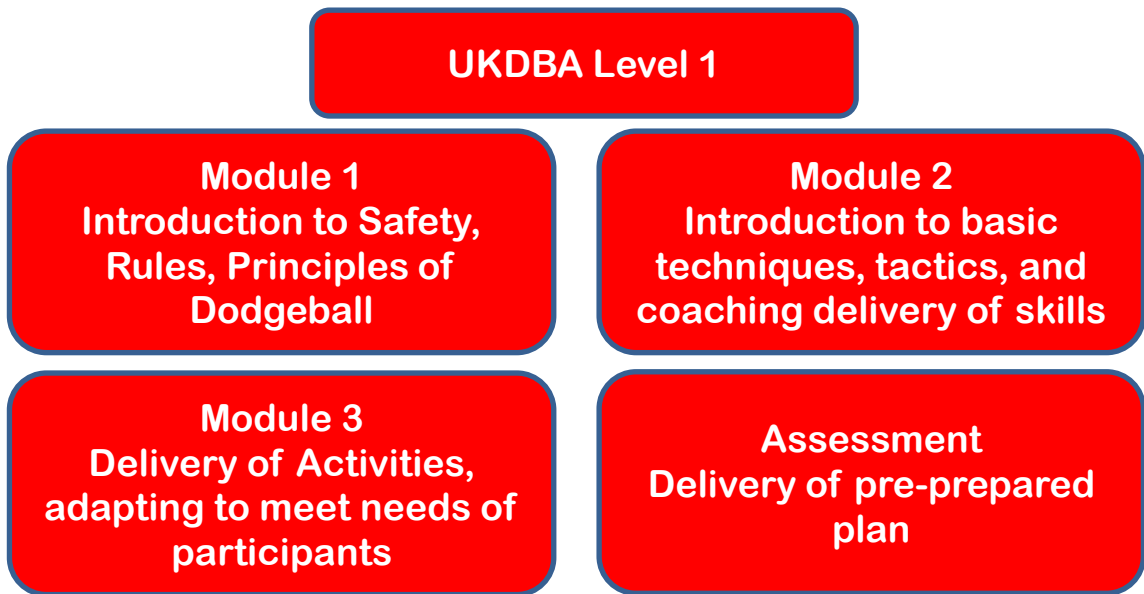 UKDBA Level 1
Module 1
Introduction to Safety,
Rules, Principles of
Dodgeball
Module 2
Introduction to basic
techniques, tactics, and
coaching delivery of skills
Module 3
Delivery of Activities,
adapting to meet needs of
participants
Assessment
Delivery of pre-prepared
plan